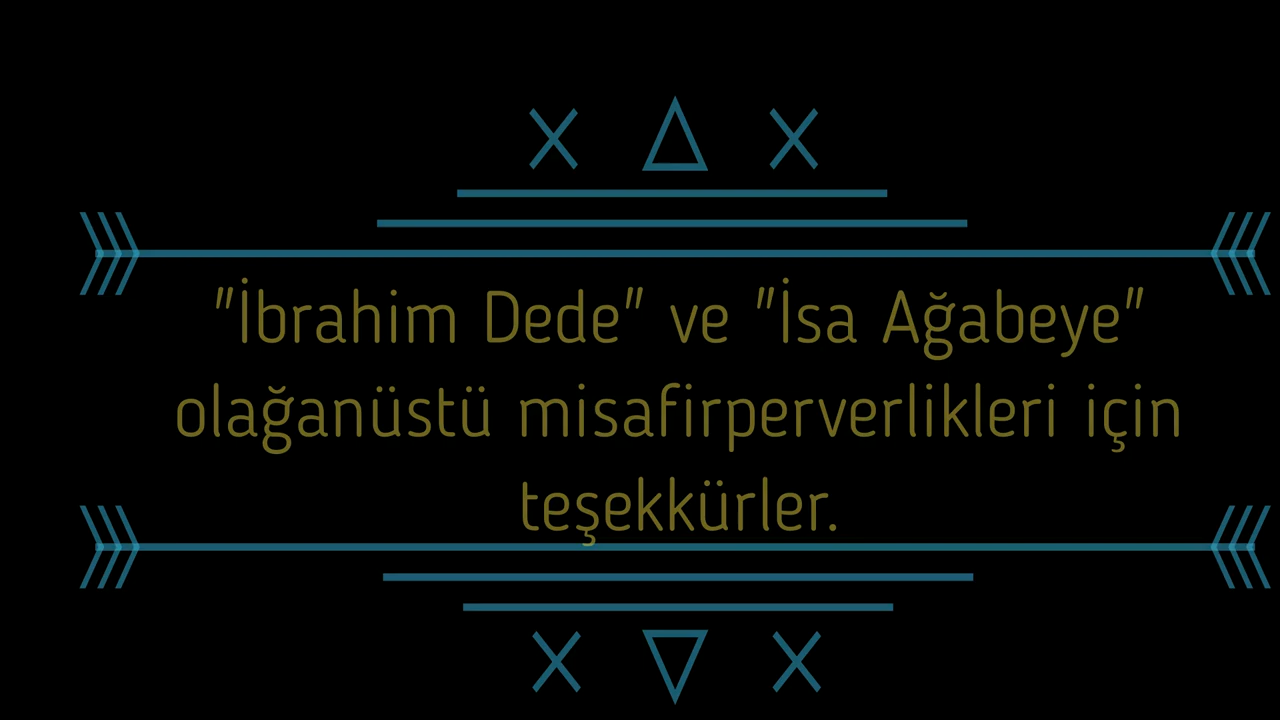 "İbrahim Dede" ve "İsa Ağabeye"
olağanüstü misafirperverlikleri için
teşekkürler.